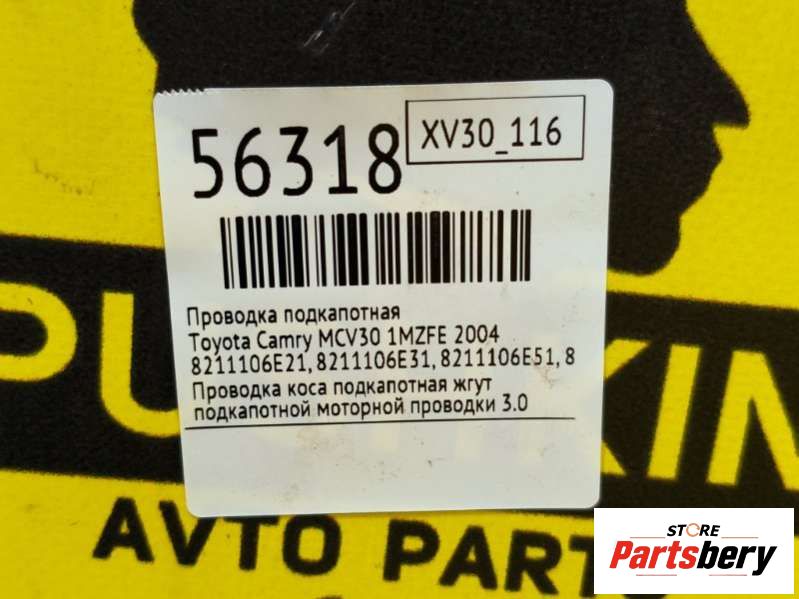 56318
XV30_116
Проводка подкапотная
Toyota Camry MCV30 1MZFE 2004
8211106E21, 8211106E31, 8211106E51, 8
Проводка коса подкапотная жгут
подкапотной моторной проводки 3.0
AVTO PART
STORE
Partsbery